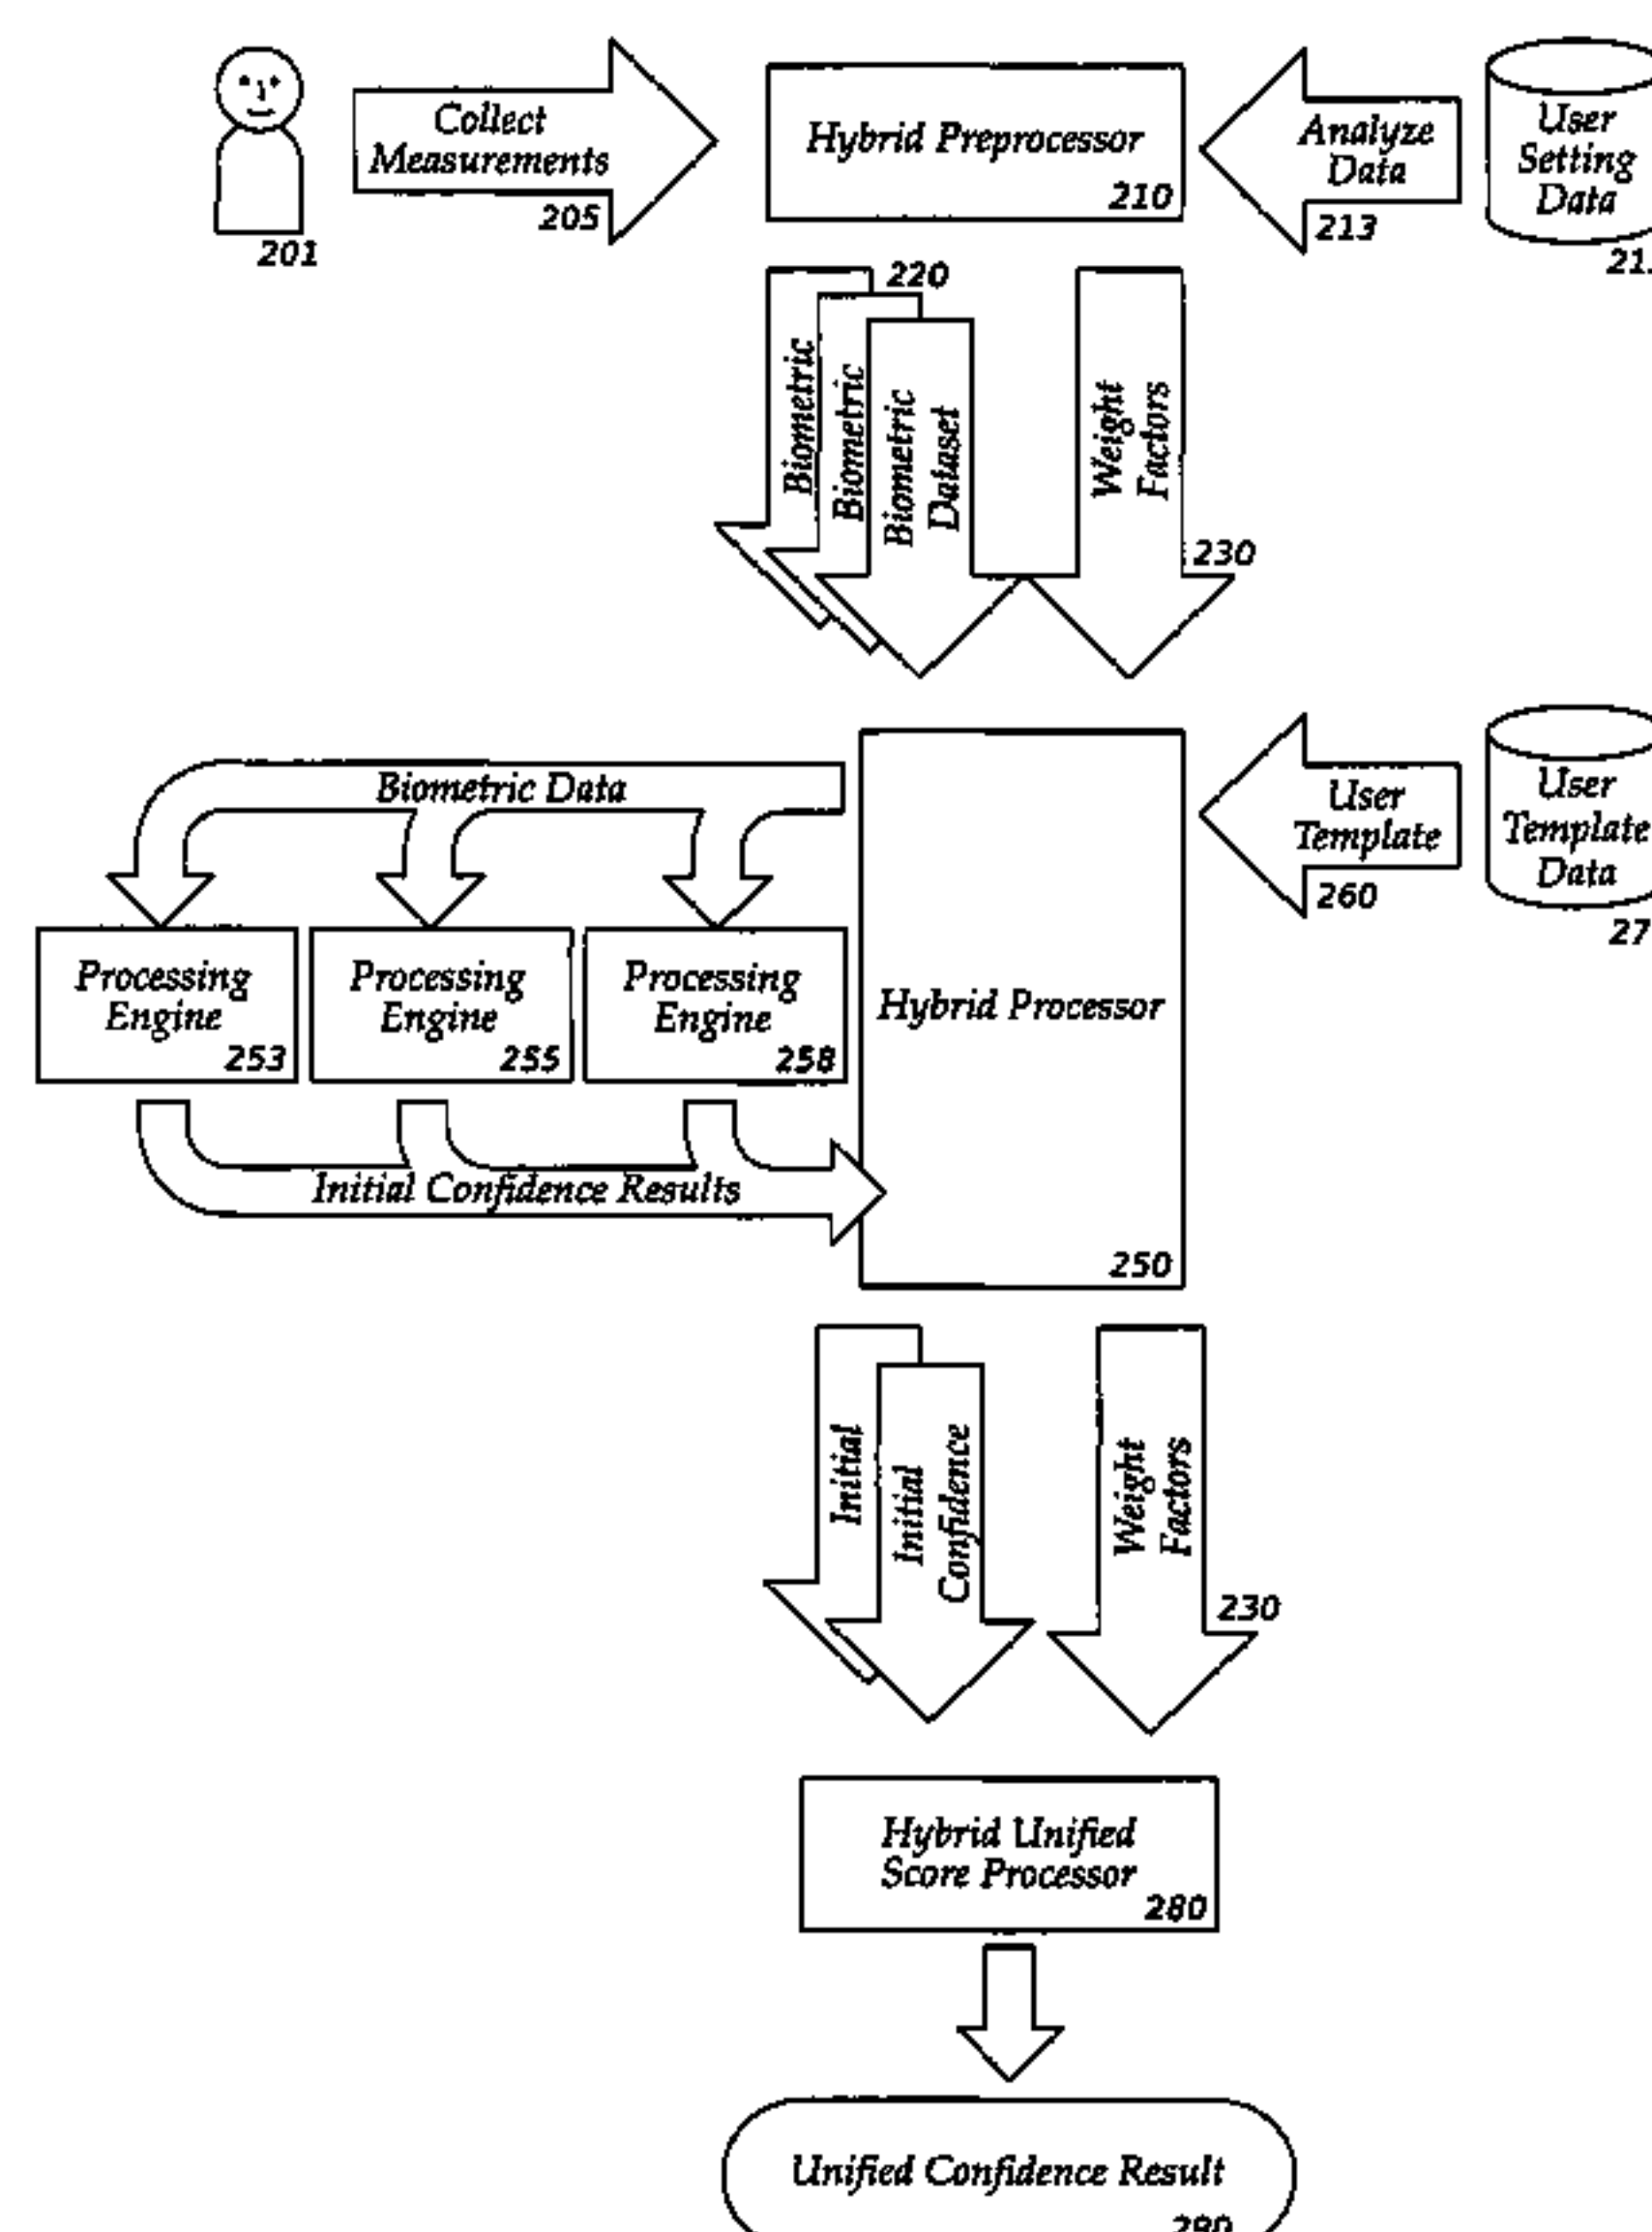 Collect
Measurements
205
201
Hybrid Preprocessor
210
Analyze
Data
213
User
Setting
Data
220
Biometric
Biometric
Biometric
Dataset
Weight
Factors
230
Biometric Data
Processing
Engine
253
Processing
Engine
255
Processing
Engine
258
Hybrid Processor
250
User
Template
260
User
Template
Data
Initial Confidence Results
Initial
Initial
Confidence
Weight
Factors
230
Hybrid Unified
Score Processor
280
Unified Confidence Result
290